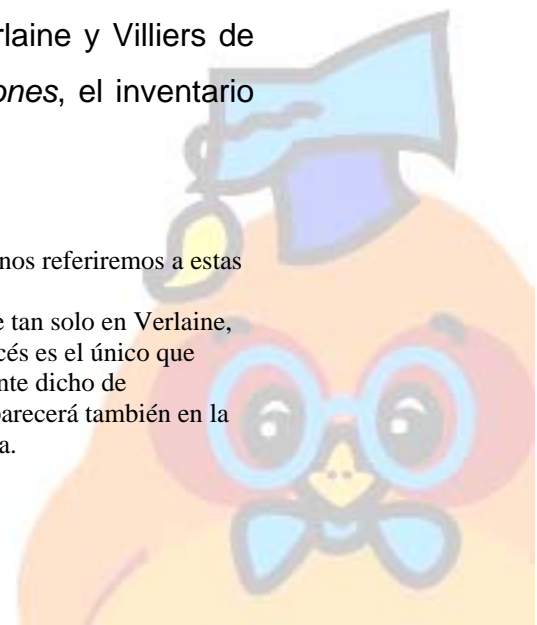 rlaine y Villiers de
ones, el inventario
nos referiremos a estas
e tan solo en Verlaine,
cés es el único que
nte dicho de
parecerá también en la
a.